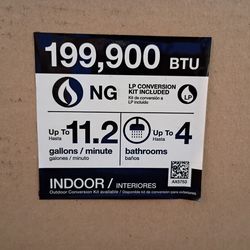 199,900 BTU
NG
LP CONVERSION
KIT INCLUDED
Kit de conversión a
LP incluido
LP
Up To
Hasta
11.2
gallons / minute
galones / minuto
Up To
Hasta
4
bathrooms
baños
INDOOR / INTERIORES
Outdoor Conversion Kit available / Disponible kit de conversión para exteriores